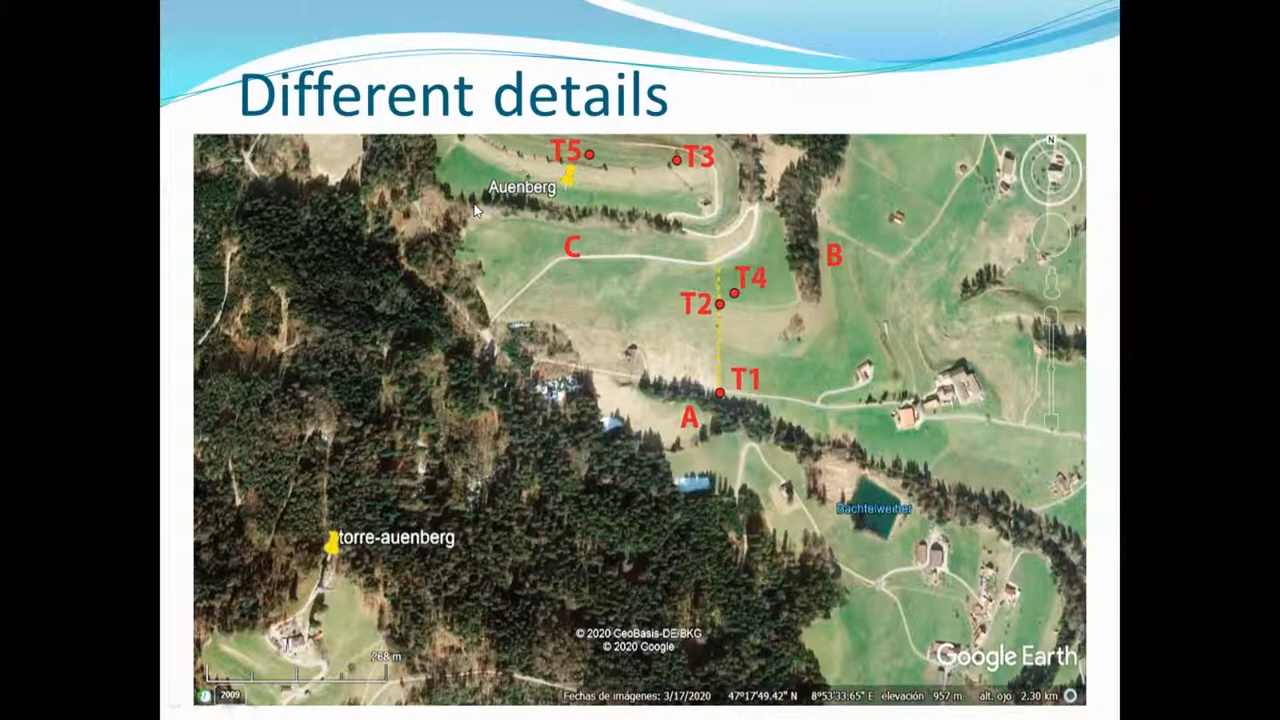 Different details
T5
T3
Auenberg
C
B
T4
T2
T1
A
Bachtelweiher
torre-auenberg
© 2020 GeoBasis-DE/BKG
© 2020 Google
268 m
Google Earth
2009
Fechas de imágenes: 3/17/2020 47°17'49.42" N 8°53'33.65" E elevación 957 m alt. ojo 2.30 km
N